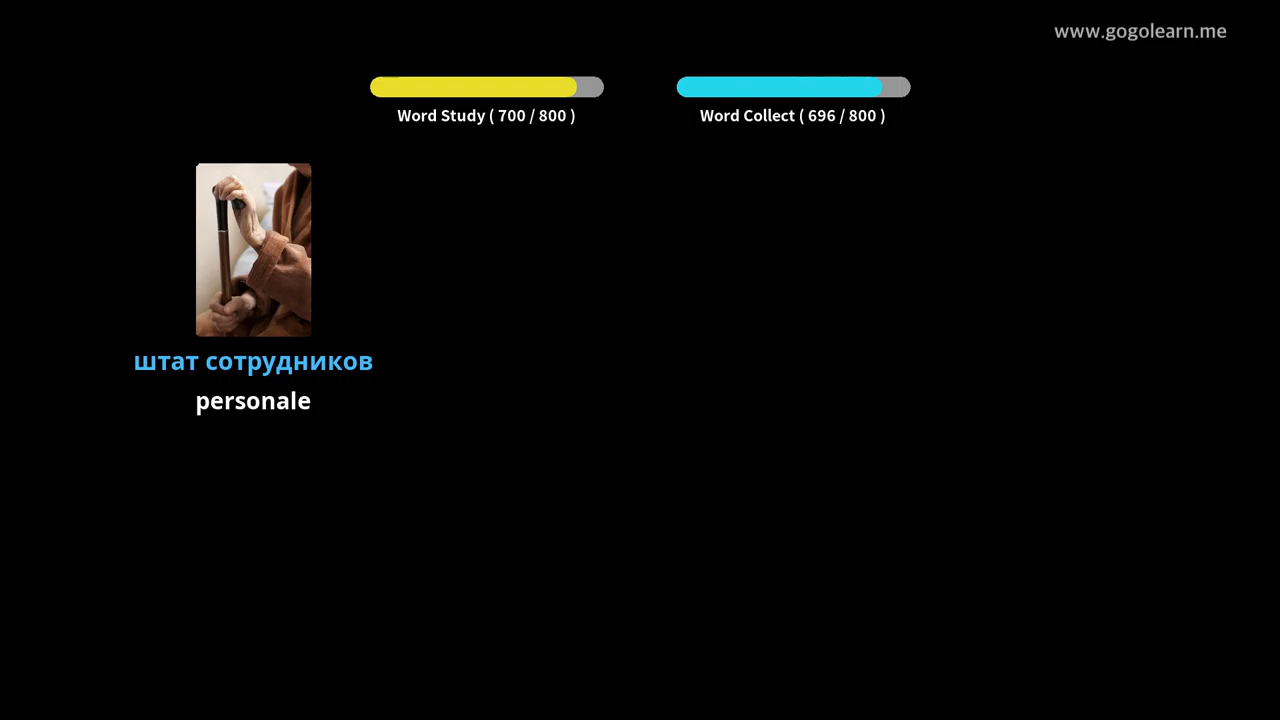 www.gogolearn.me
Word Study ( 700 / 800 )
Word Collect ( 696 / 800 )
штат сотрудников
personale